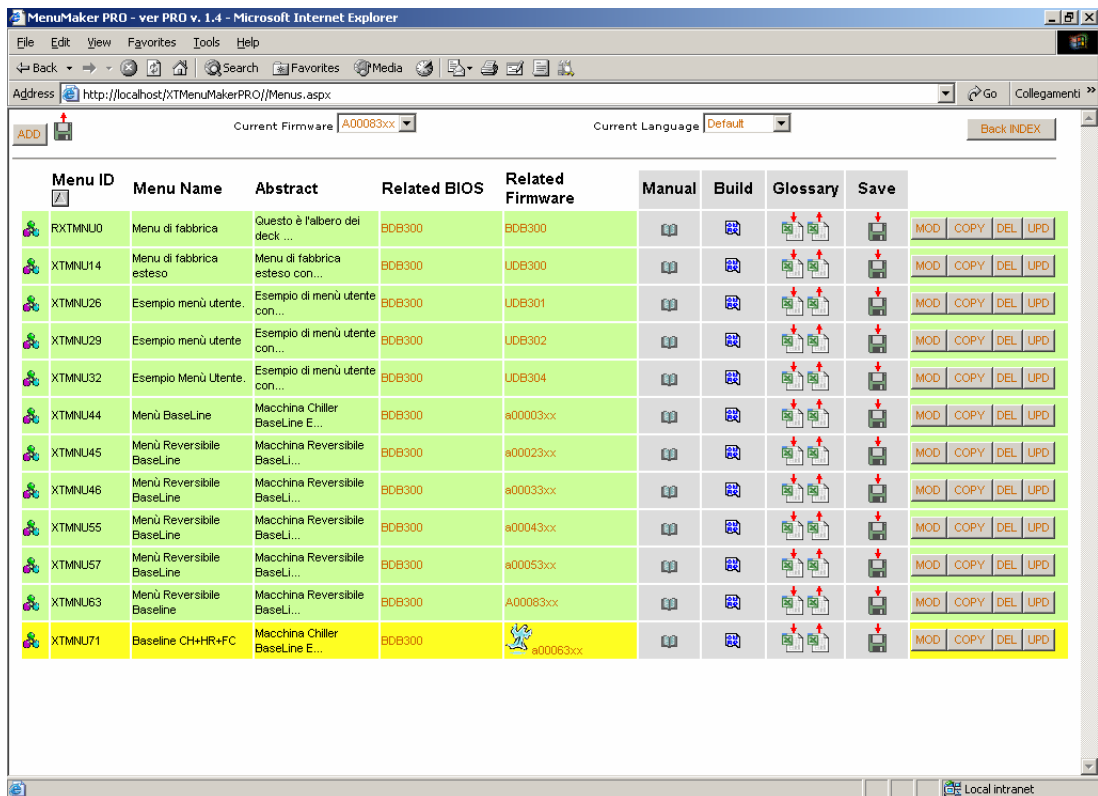 MenuMaker PRO - ver PRO v. 1.4 - Microsoft Internet Explorer
File Edit View Favorites Tools Help
Back Search Favorites Media
Address http://localhost/XTMenuMakerPRO//Menus.aspx Go Collegamenti »
ADD Current Firmware A00083xx Current Language Default Back INDEX
Menu ID Menu Name Abstract Related BIOS Related Firmware Manual Build Glossary Save
RXTMNU0 Menu di fabbrica Questo è l'albero dei deck ... BDB300 BDB300 MOD COPY DEL UPD
XTMNU14 Menu di fabbrica esteso Menu di fabbrica esteso con... BDB300 UDB300 MOD COPY DEL UPD
XTMNU26 Esempio menù utente. Esempio di menù utente con... BDB300 UDB301 MOD COPY DEL UPD
XTMNU29 Esempio menù utente Esempio di menù utente con... BDB300 UDB302 MOD COPY DEL UPD
XTMNU32 Esempio Menù Utente. Esempio di menù utente con... BDB300 UDB304 MOD COPY DEL UPD
XTMNU44 Menù BaseLine Macchina Chiller BaseLine E... BDB300 a00003xx MOD COPY DEL UPD
XTMNU45 Menù Reversibile BaseLine Macchina Reversibile BaseLi... BDB300 a00023xx MOD COPY DEL UPD
XTMNU46 Menù Reversibile BaseLine Macchina Reversibile BaseLi... BDB300 a00033xx MOD COPY DEL UPD
XTMNU55 Menù Reversibile BaseLine Macchina Reversibile BaseLi... BDB300 a00043xx MOD COPY DEL UPD
XTMNU57 Menù Reversibile BaseLine Macchina Reversibile BaseLi... BDB300 a00053xx MOD COPY DEL UPD
XTMNU63 Menù Reversibile Baseline Macchina Reversibile BaseLi... BDB300 A00083xx MOD COPY DEL UPD
XTMNU71 Baseline CH+HR+FC Macchina Chiller BaseLine E... BDB300 a00063xx MOD COPY DEL UPD
Local intranet